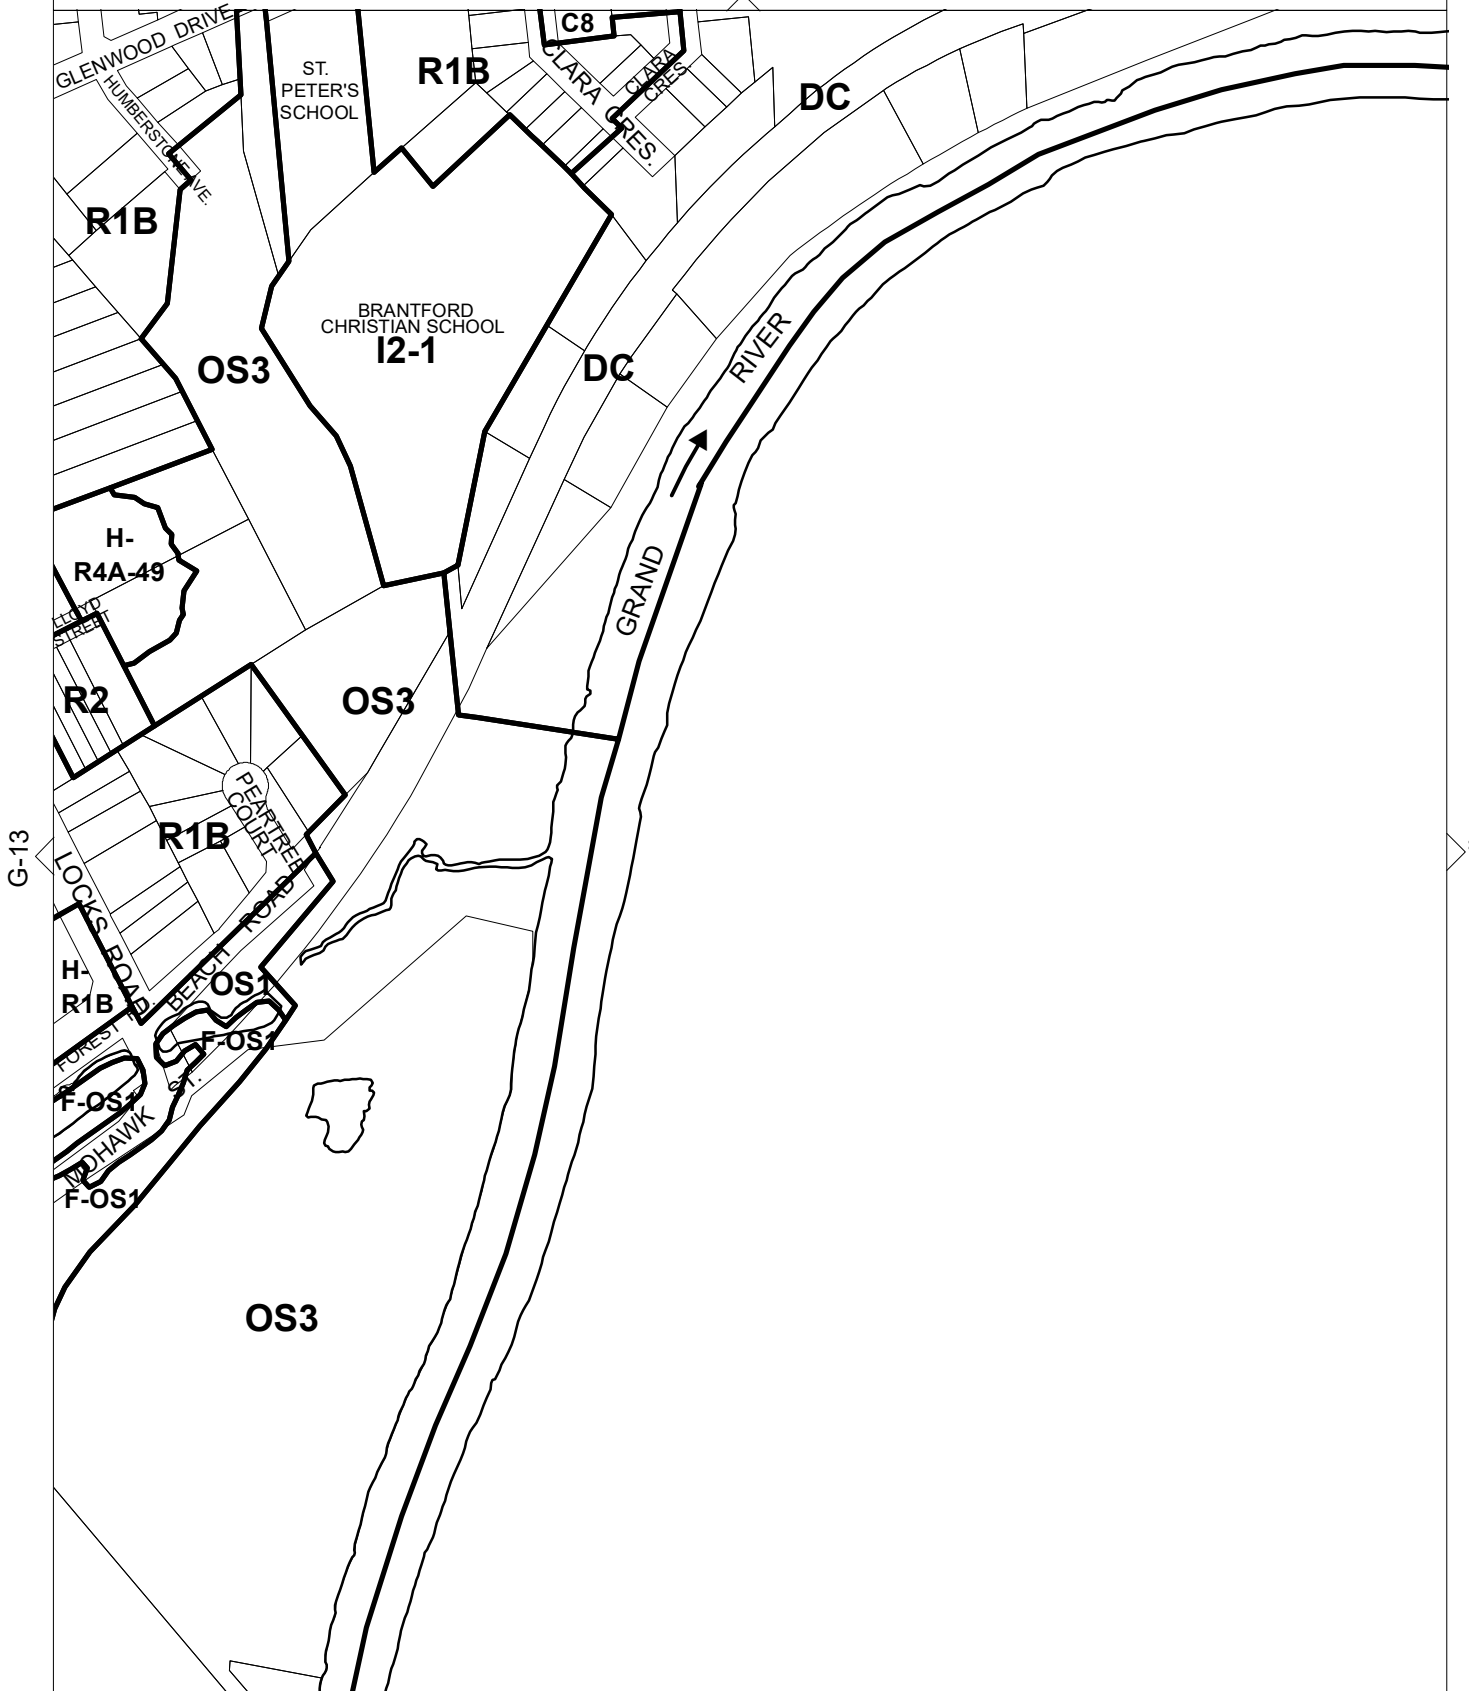 GLENWOOD DRIVE
HUMBERSTONE AVE.
ST.
PETER'S
SCHOOL
R1B
C8
CLARA CRES.
CLARA
CRES.
DC
R1B
OS3
BRANTFORD
CHRISTIAN SCHOOL
I2-1
DC
RIVER
GRAND
H-
R4A-49
LLOYD
STREET
R2
OS3
PEARTREE
COURT
R1B
G-13
LOCKS ROAD
BEACH ROAD
H-
R1B
OS1
FOREST RD.
F-OS1
F-OS1
MOHAWK ST.
F-OS1
OS3